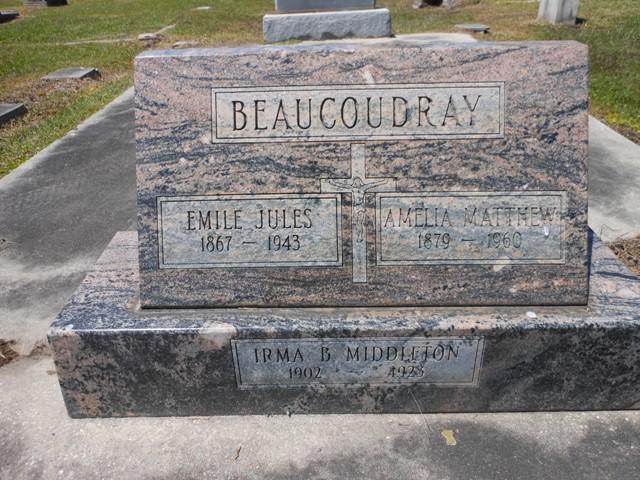 BEAUCOUDRAY
EMILE JULES
1867 — 1943
AMELIA MATTHEW
1879 — 1960
IRMA B. MIDDLETON
1902 — 1923